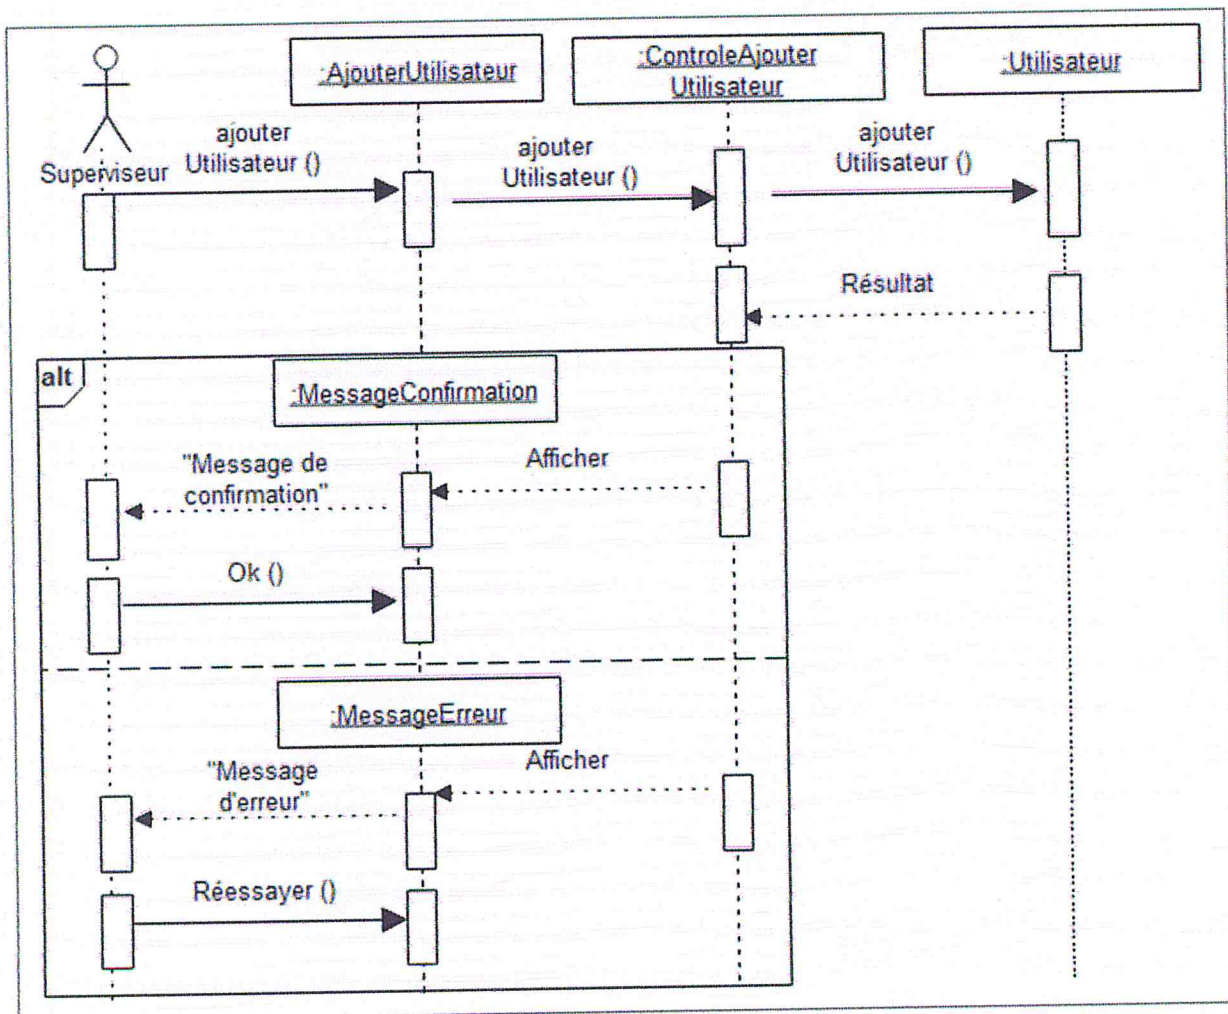 :AjouterUtilisateur
:ControleAjouter
Utilisateur
:Utilisateur
Superviseur
ajouter
Utilisateur ()
ajouter
Utilisateur ()
ajouter
Utilisateur ()
Résultat
alt
:MessageConfirmation
"Message de
confirmation"
Afficher
Ok ()
:MessageErreur
"Message
d'erreur"
Afficher
Réessayer ()